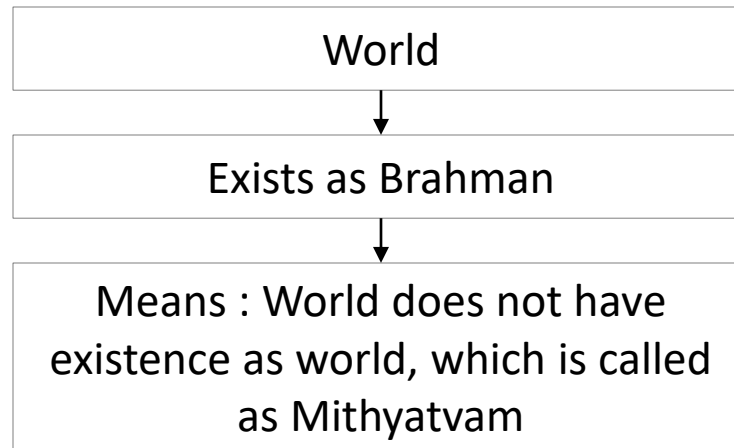 World
Exists as Brahman
Means : World does not have
existence as world, which is called
as Mithyatvam